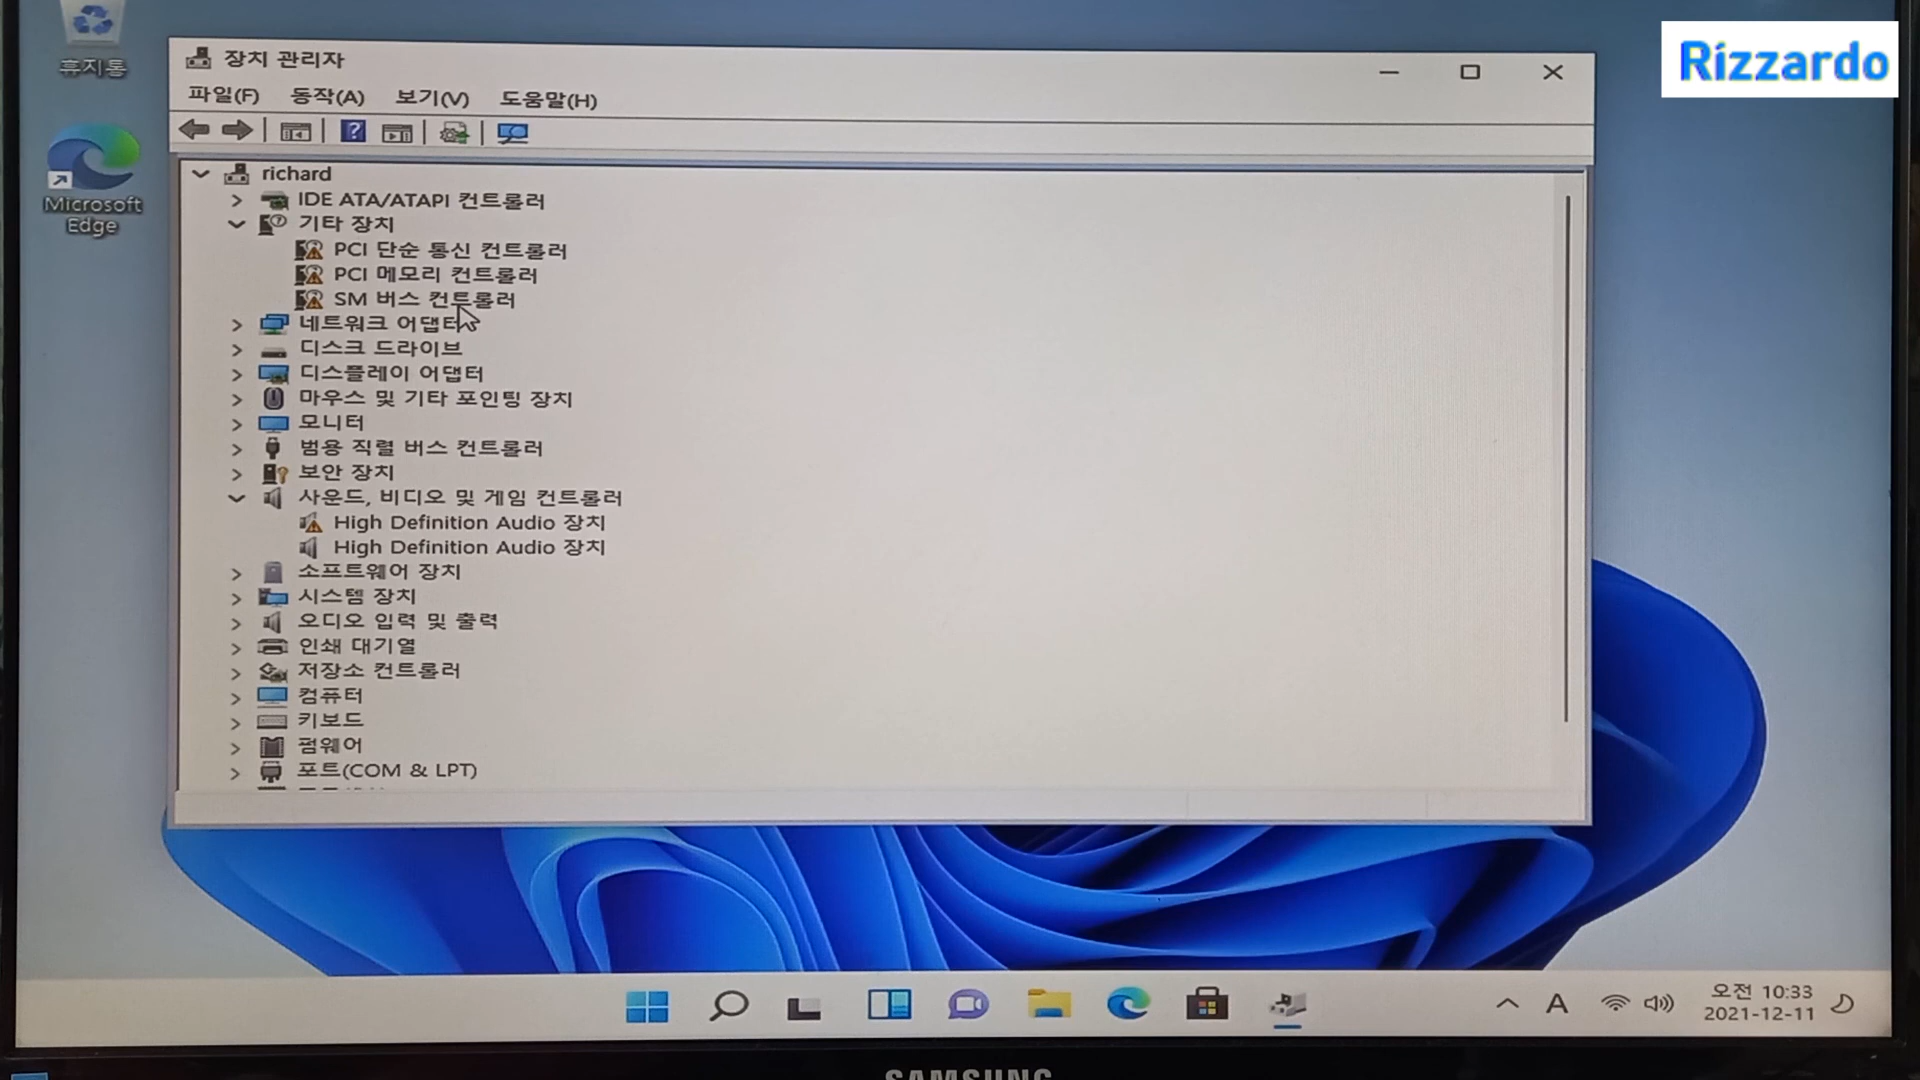 휴지통
Microsoft
Edge
장치 관리자
파일(F) 동작(A) 보기(V) 도움말(H)
richard
IDE ATA/ATAPI 컨트롤러
기타 장치
PCI 단순 통신 컨트롤러
PCI 메모리 컨트롤러
SM 버스 컨트롤러
네트워크 어댑터
디스크 드라이브
디스플레이 어댑터
마우스 및 기타 포인팅 장치
모니터
범용 직렬 버스 컨트롤러
보안 장치
사운드, 비디오 및 게임 컨트롤러
High Definition Audio 장치
High Definition Audio 장치
소프트웨어 장치
시스템 장치
오디오 입력 및 출력
인쇄 대기열
저장소 컨트롤러
컴퓨터
키보드
펌웨어
포트(COM & LPT)
Rizzardo
A
오전 10:33
2021-12-11
SAMSUNG